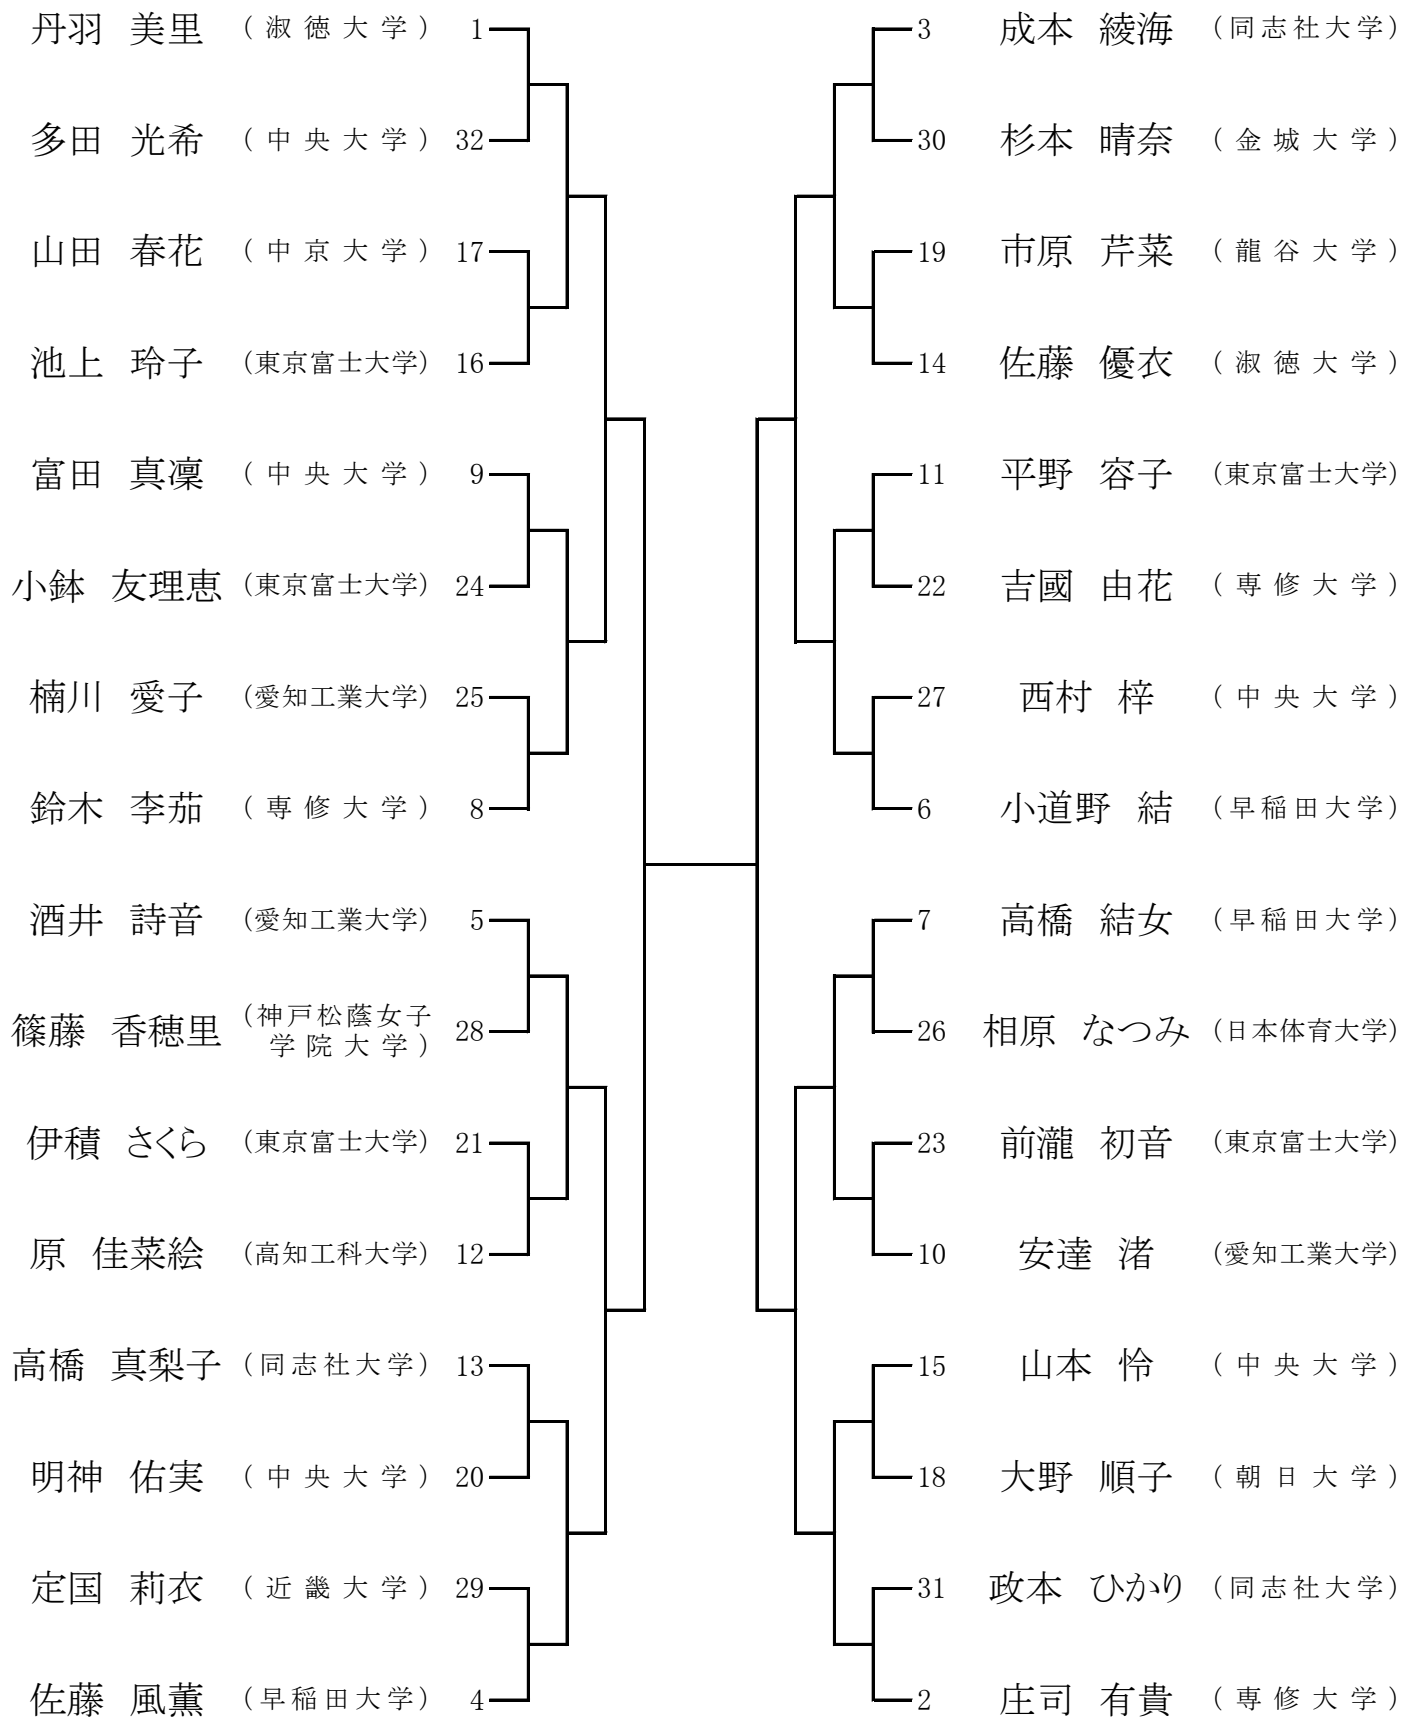 丹羽 美里 (淑徳大学) 1
多田 光希 (中央大学) 32
山田 春花 (中京大学) 17
池上 玲子 (東京富士大学) 16
富田 真凜 (中央大学) 9
小鉢 友理恵 (東京富士大学) 24
楠川 愛子 (愛知工業大学) 25
鈴木 李茄 (専修大学) 8
酒井 詩音 (愛知工業大学) 5
篠藤 香穂里 (神戸松蔭女子
学院大学) 28
伊積 さくら (東京富士大学) 21
原 佳菜絵 (高知工科大学) 12
高橋 真梨子 (同志社大学) 13
明神 佑実 (中央大学) 20
定国 莉衣 (近畿大学) 29
佐藤 風薫 (早稲田大学) 4
3 成本 綾海 (同志社大学)
30 杉本 晴奈 (金城大学)
19 市原 芹菜 (龍谷大学)
14 佐藤 優衣 (淑徳大学)
11 平野 容子 (東京富士大学)
22 吉國 由花 (専修大学)
27 西村 梓 (中央大学)
6 小道野 結 (早稲田大学)
7 高橋 結女 (早稲田大学)
26 相原 なつみ (日本体育大学)
23 前瀧 初音 (東京富士大学)
10 安達 渚 (愛知工業大学)
15 山本 怜 (中央大学)
18 大野 順子 (朝日大学)
31 政本 ひかり (同志社大学)
2 庄司 有貴 (専修大学)